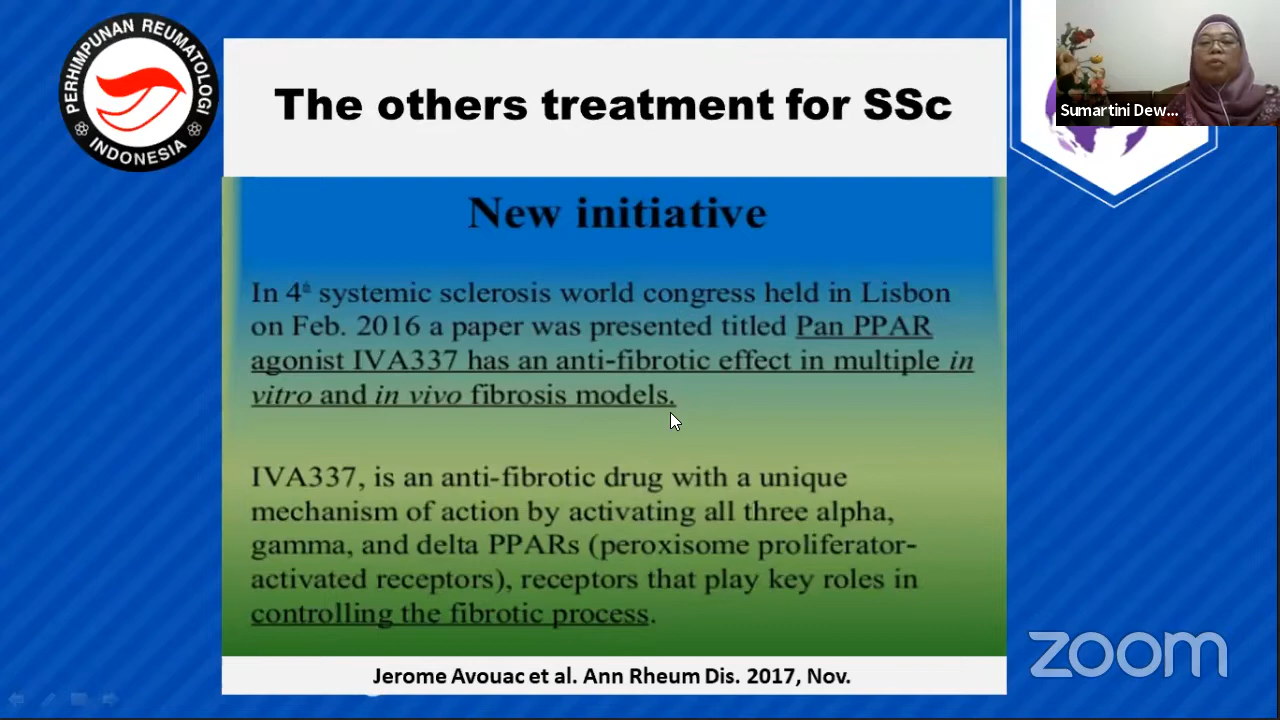 PERHIMPUNAN REUMATOLOGI
INDONESIA
The others treatment for SSc
Sumartini Dew...
New initiative
In 4th systemic sclerosis world congress held in Lisbon
on Feb. 2016 a paper was presented titled Pan PPAR
agonist IVA337 has an anti-fibrotic effect in multiple in
vitro and in vivo fibrosis models.
IVA337, is an anti-fibrotic drug with a unique
mechanism of action by activating all three alpha,
gamma, and delta PPARs (peroxisome proliferator-
activated receptors), receptors that play key roles in
controlling the fibrotic process.
Jerome Avouac et al. Ann Rheum Dis. 2017, Nov.
zoom